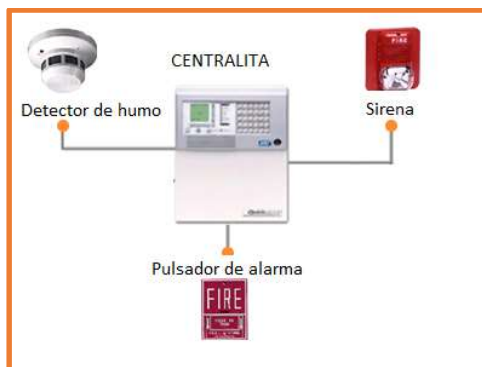 CENTRALITA
FIRE
Detector de humo
Sirena
Pulsador de alarma
FIRE